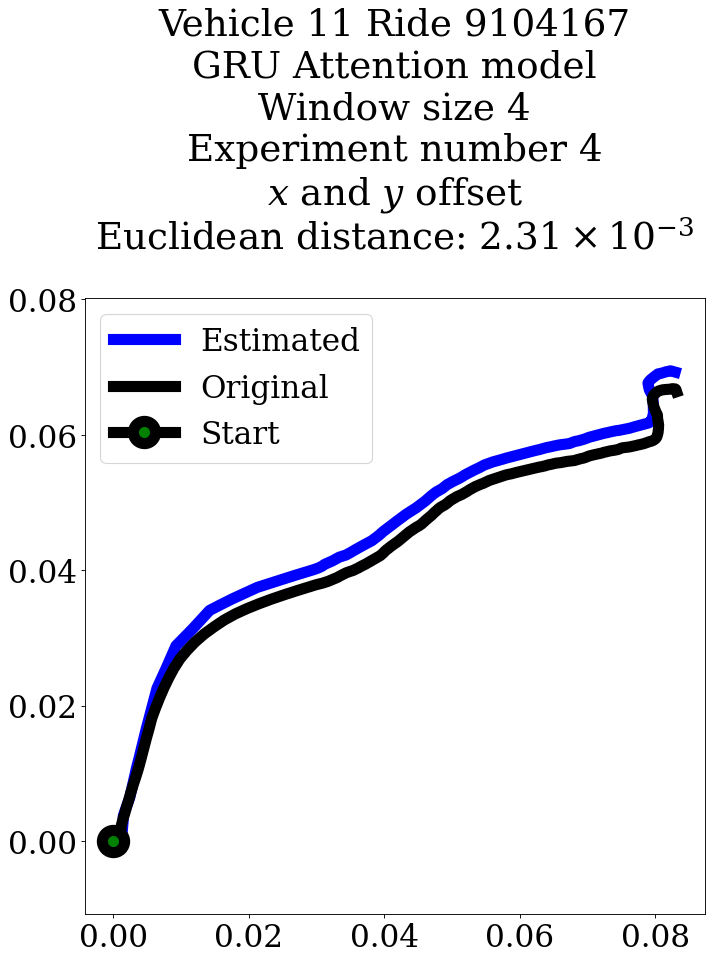 Vehicle 11 Ride 9104167
GRU Attention model
Window size 4
Experiment number 4
x and y offset
Euclidean distance: 2.31 × 10⁻³
0.08
0.06
0.04
0.02
0.00
Estimated
Original
Start
0.00 0.02 0.04 0.06 0.08